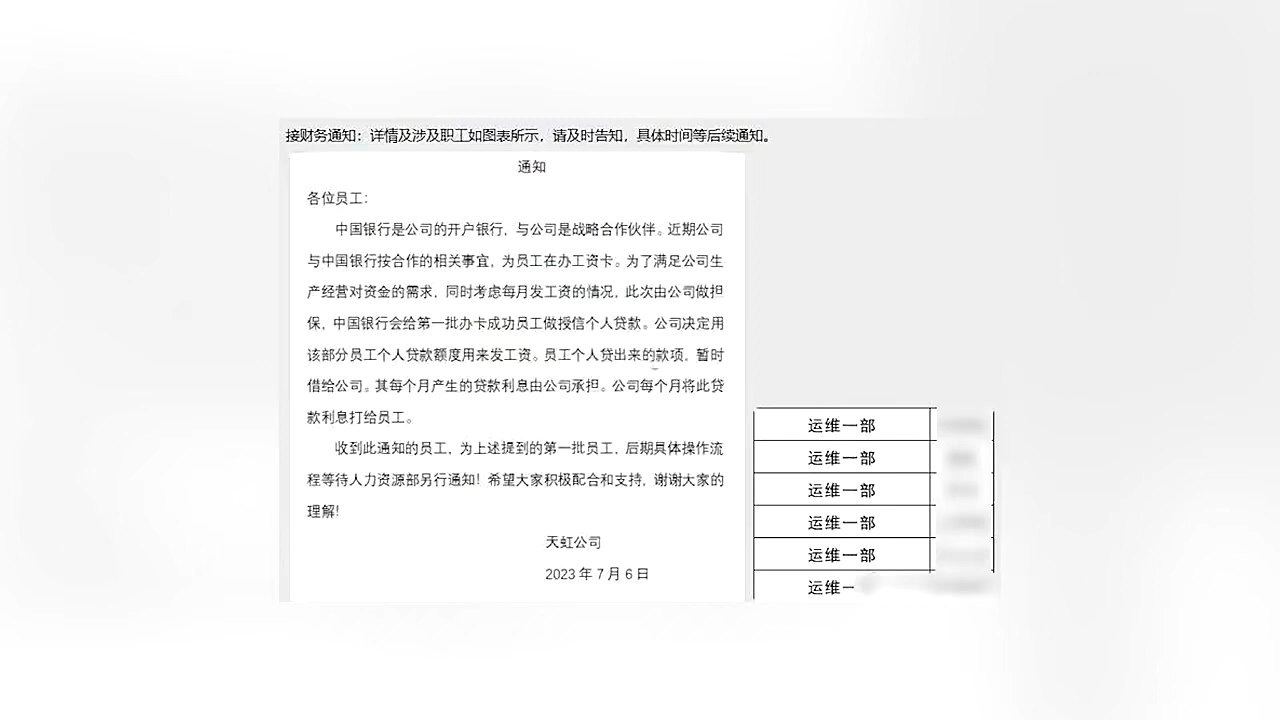 接财务通知：详情及涉及职工如图表所示，请及时告知，具体时间等后续通知。
通知
各位员工：
中国银行是公司的开户银行，与公司是战略合作伙伴。近期公司
与中国银行按合作的相关事宜，为员工在办工资卡。为了满足公司生
产经营对资金的需求，同时考虑每月发工资的情况，此次由公司做担
保，中国银行会给第一批办卡成功员工做授信个人贷款。公司决定用
该部分员工个人贷款额度用来发工资。员工个人贷出来的款项，暂时
借给公司。其每个月产生的贷款利息由公司承担。公司每个月将此贷
款利息打给员工。
收到此通知的员工，为上述提到的第一批员工，后期具体操作流
程等待人力资源部另行通知！希望大家积极配合和支持，谢谢大家的
理解！
天虹公司
2023年7月6日
运维一部
运维一部
运维一部
运维一部
运维一部
运维一